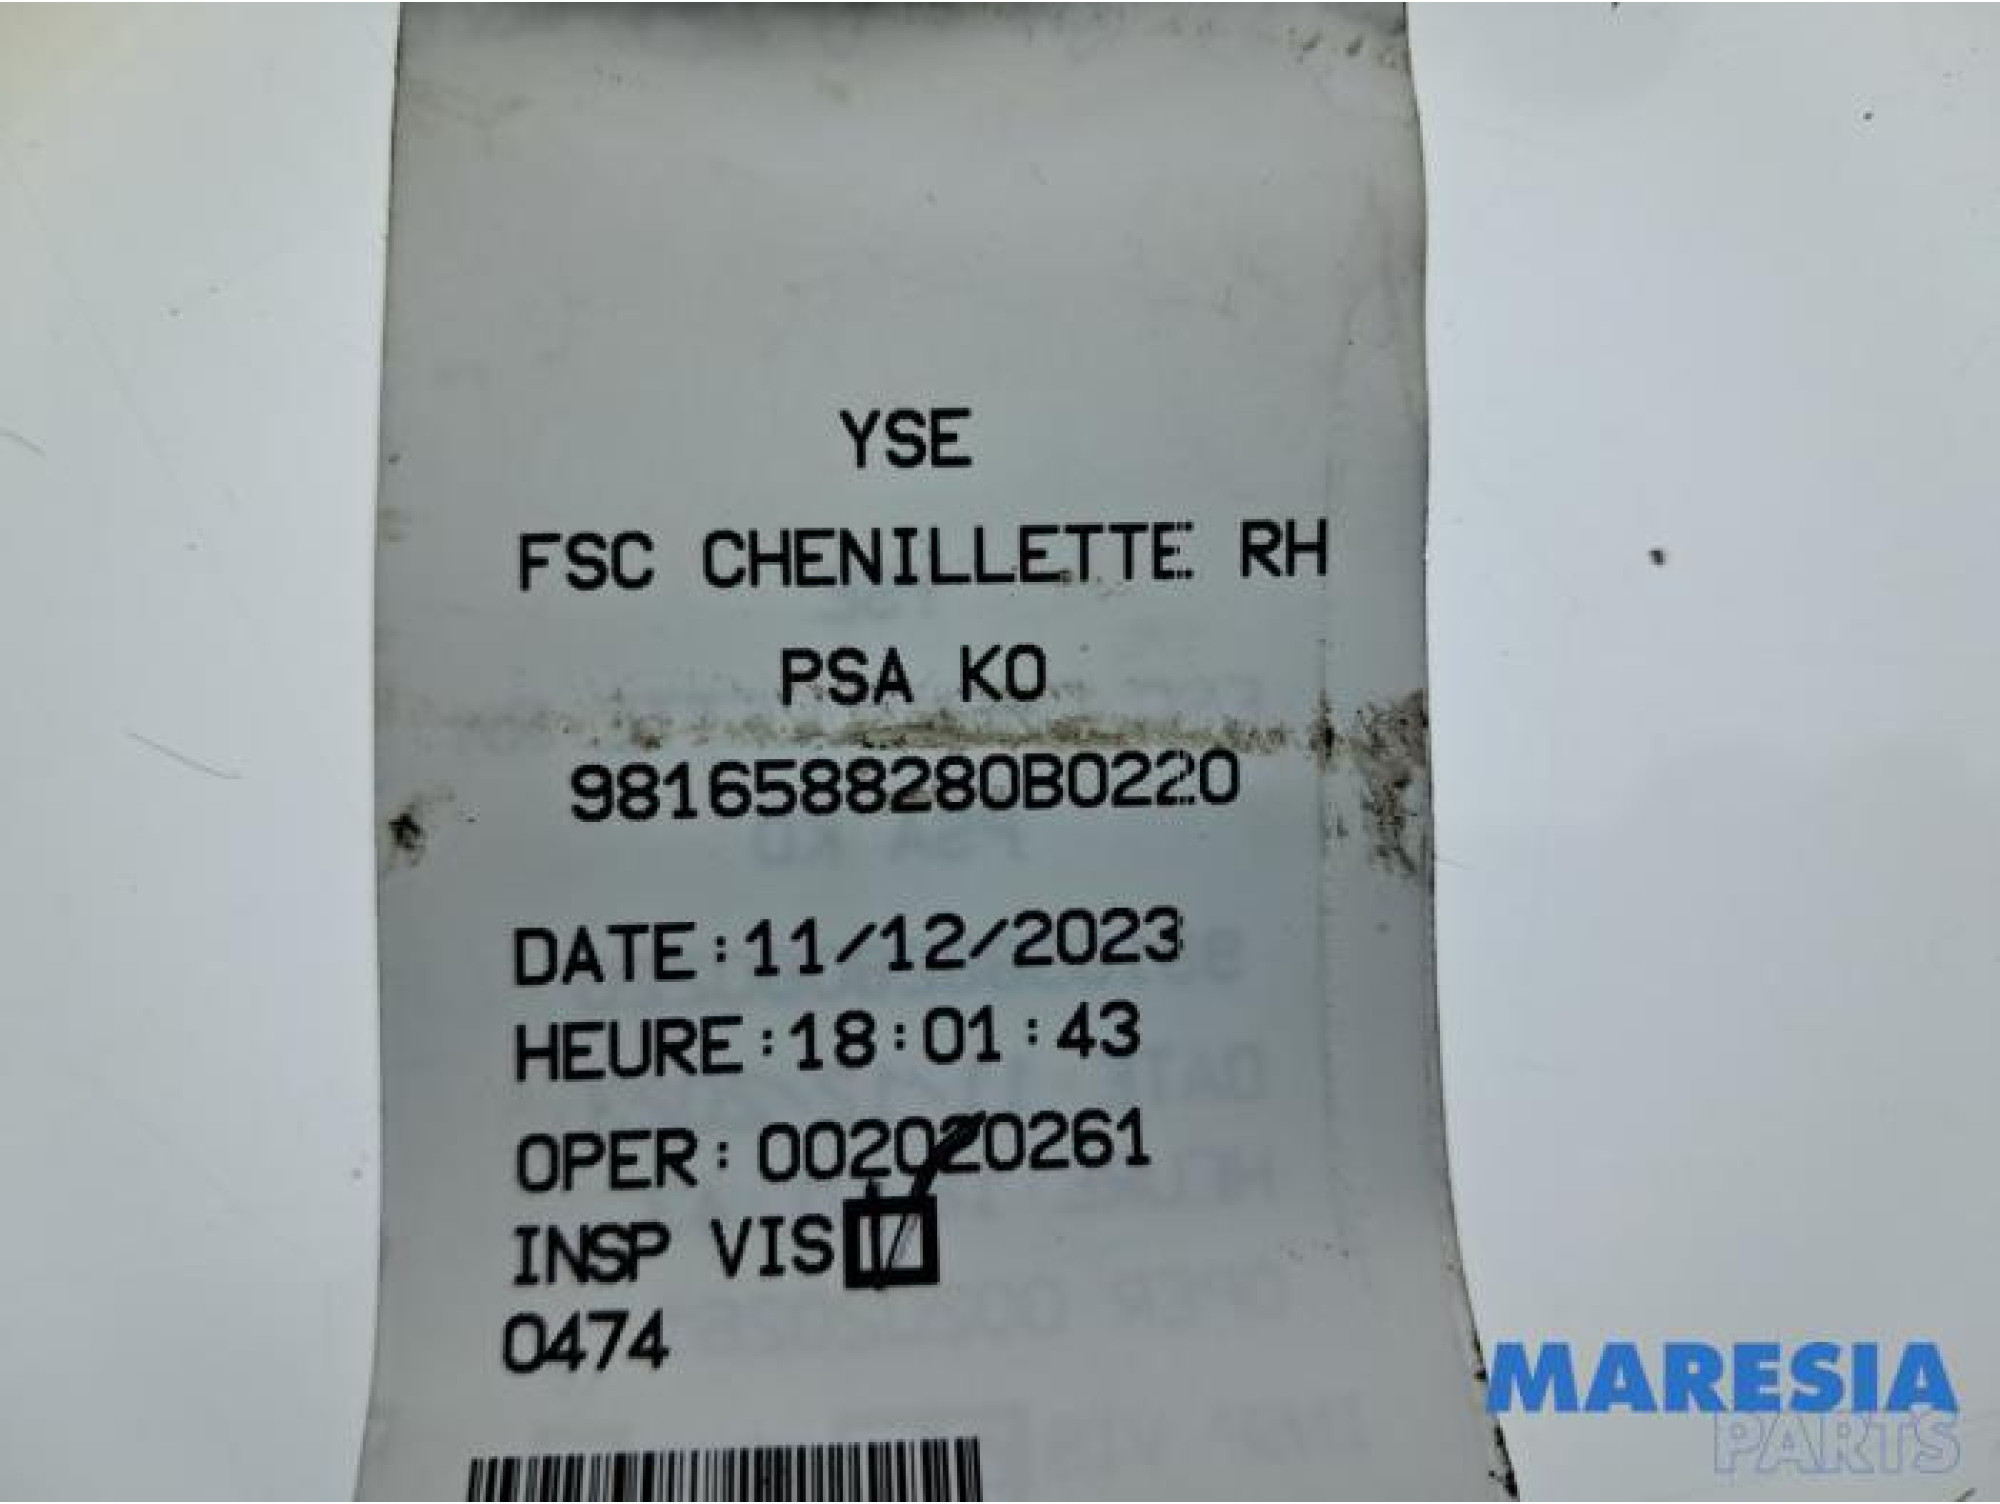 YSE
FSC CHENILLETTE RH
PSA K0
9816588280B0220
DATE:11/12/2023
HEURE:18:01:43
OPER:002020261
INSP VIS
0474
MARESIA
PARTS